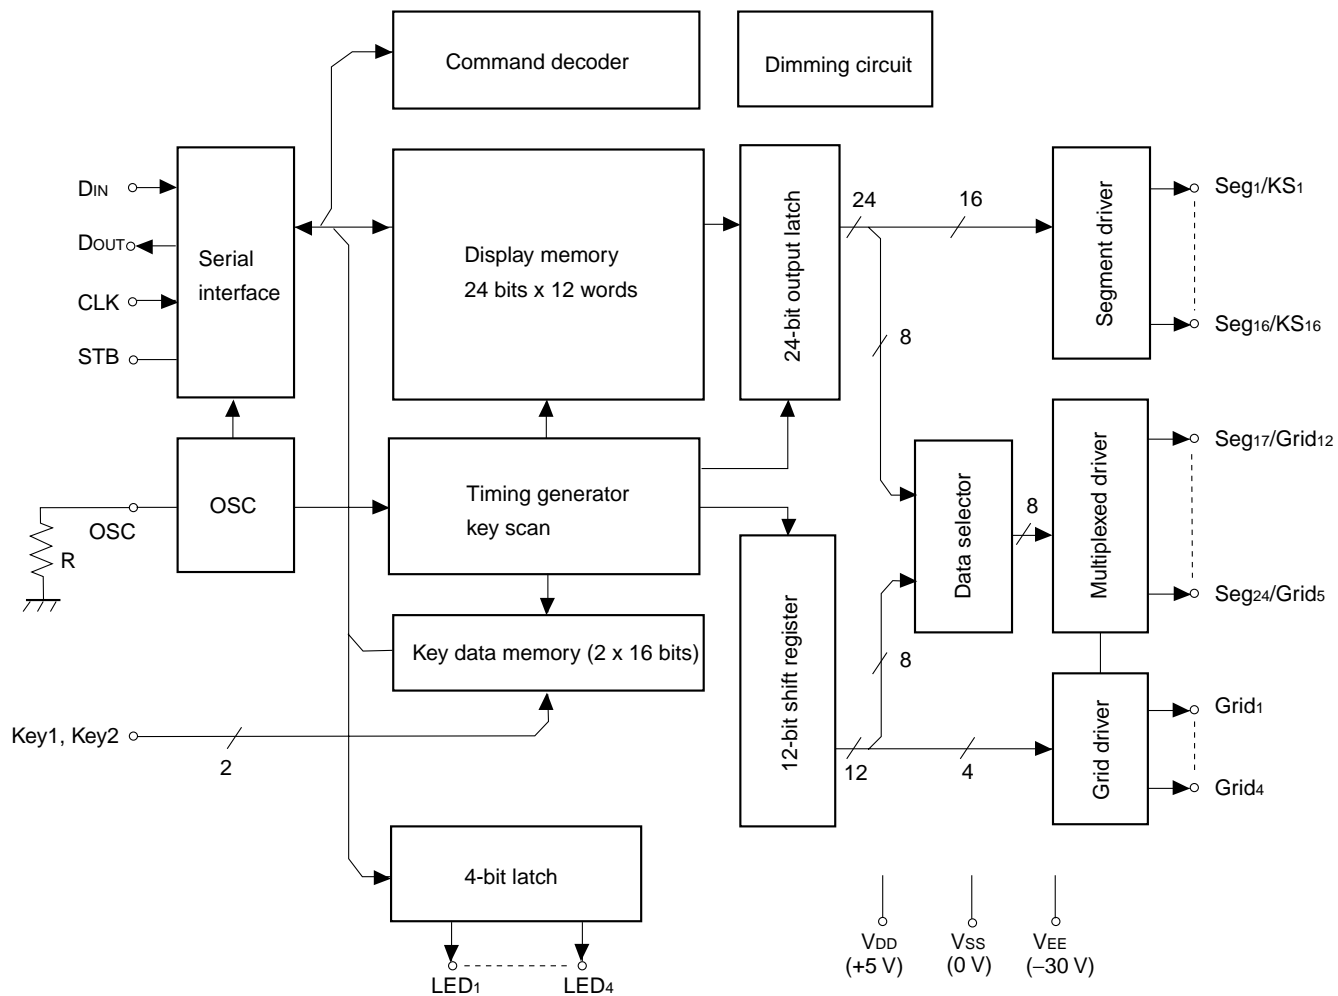 Command decoder
Dimming circuit
DIN
DOUT
CLK
STB
Serial
interface
Display memory
24 bits x 12 words
24-bit output latch
24
16
8
Segment driver
Seg1/KS1
Seg16/KS16
OSC
R
OSC
Timing generator
key scan
Data selector
8
Multiplexed driver
Seg17/Grid12
Seg24/Grid5
Key data memory (2 x 16 bits)
Key1, Key2
2
12-bit shift register
8
12
4
Grid driver
Grid1
Grid4
4-bit latch
LED1
LED4
VDD
(+5 V)
VSS
(0 V)
VEE
(–30 V)